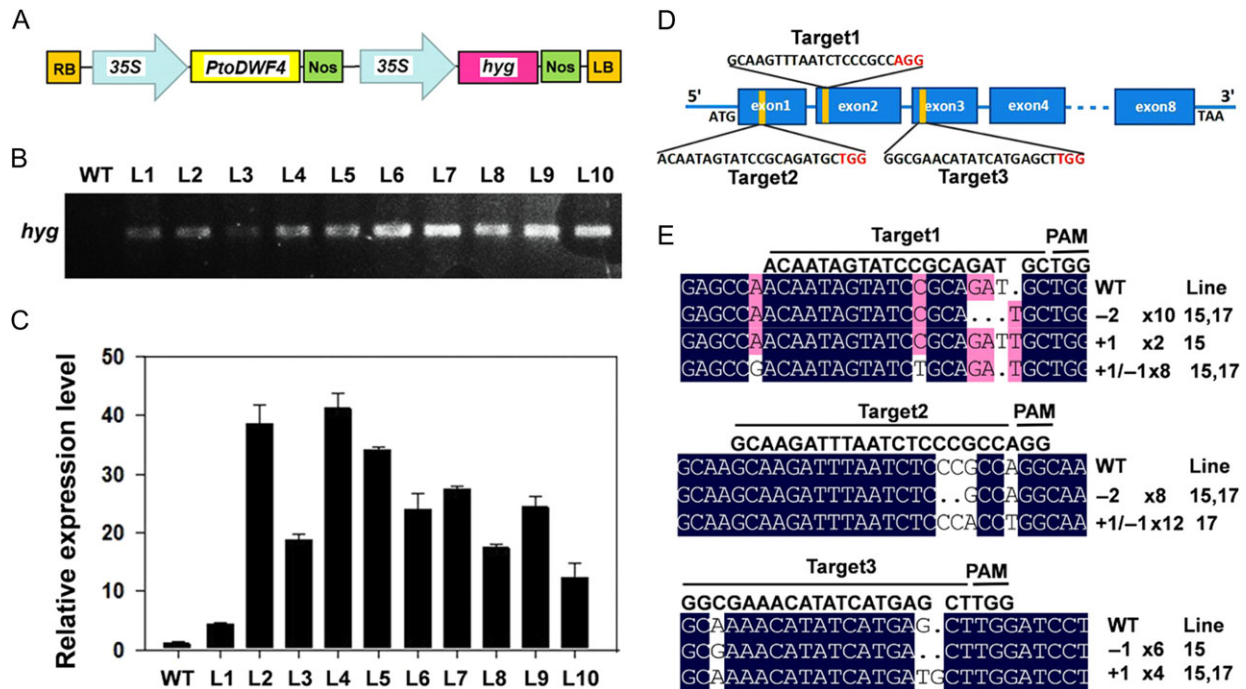 A
RB 35S PtoDWF4 Nos 35S hyg Nos LB
B
WT L1 L2 L3 L4 L5 L6 L7 L8 L9 L10
hyg
C
Relative expression level
50
40
30
20
10
0
WT L1 L2 L3 L4 L5 L6 L7 L8 L9 L10
D
Target1
GCAAGTTTAATCTCCCGCCAGG
5' 3'
exon1 exon2 exon3 exon4 exon8
ATG TAA
ACAATAGTATCCGCAGATGCTGG GGCGAACATATCATGAGCTTGG
Target2 Target3
E
Target1 PAM
ACAATAGTATCCGCAGAT GCTGG
GAGCCAACAATAGTATCCGCAGAT.GCTGG WT Line
GAGCCAACAATAGTATCCGCA...TGCTGG –2 x10 15,17
GAGCCAACAATAGTATCCGCAGATTGCTGG +1 x2 15
GAGCCGACAATAGTATCTGCAGA.TGCTGG +1/–1x8 15,17
Target2 PAM
GCAAGATTTAATCTCCCGCCAGG
GCAAGCAAGATTTAATCTCCCGCCAGGCAA WT Line
GCAAGCAAGATTTAATCTC..GCCAGGCAA –2 x8 15,17
GCAAGCAAGATTTAATCTCCCACCTGGCAA +1/–1x12 17
Target3 PAM
GGCGAAACATATCATGAG CTTGG
GCAAAACATATCATGAG.CTTGGATCCT WT Line
GCGAAACATATCATGA..CTTGGATCCT –1 x6 15
GCAAAACATATCATGATGCTTGGATCCT +1 x4 15,17